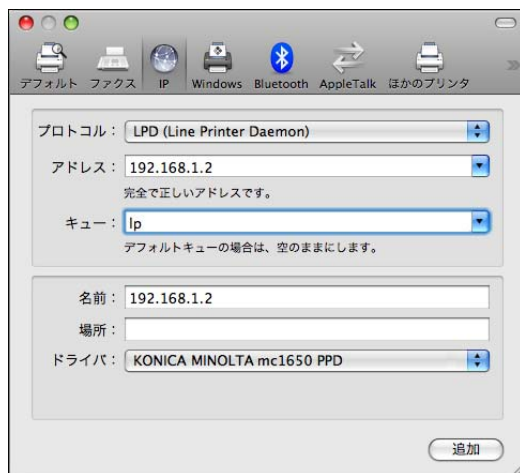 デフォルト ファクス IP Windows Bluetooth AppleTalk ほかのプリンタ
プロトコル： LPD (Line Printer Daemon)
アドレス： 192.168.1.2
完全で正しいアドレスです。
キュー： lp
デフォルトキューの場合は、空のままにします。
名前： 192.168.1.2
場所：
ドライバ： KONICA MINOLTA mc1650 PPD
追加